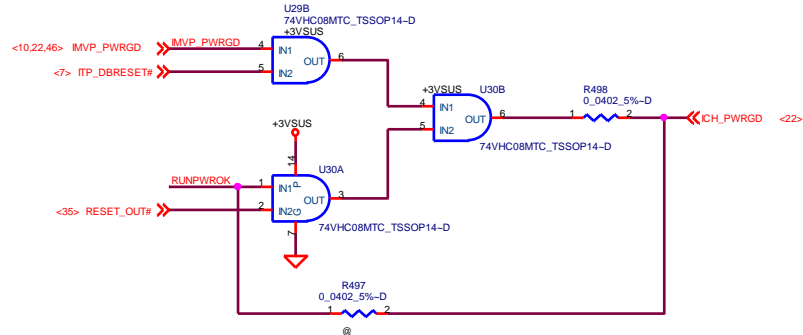 U29B
74VHC08MTC_TSSOP14~D
+3VSUS
<10,22,46> IMVP_PWRGD
IMVP_PWRGD
4
IN1
OUT
6
<7> ITP_DBRESET#
5
IN2
+3VSUS
U30B
4
IN1
OUT
6
5
IN2
74VHC08MTC_TSSOP14~D
R498
0_0402_5%~D
1
2
ICH_PWRGD <22>
+3VSUS
14
U30A
RUNPWROK
1
IN1
P
OUT
3
<35> RESET_OUT#
2
IN2
G
7
74VHC08MTC_TSSOP14~D
R497
0_0402_5%~D
1
2
@